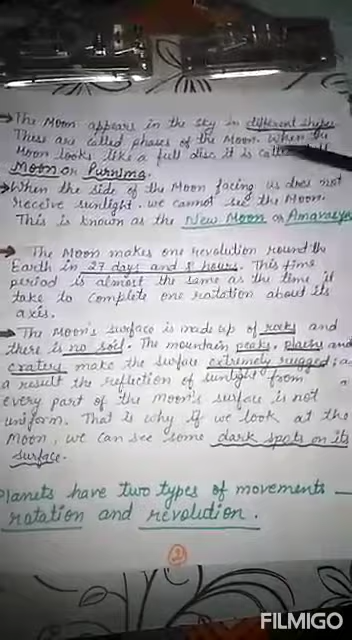 → The Moon appears in the sky in different shapes
These are called phases of the Moon. When the
Moon looks like a full disc it is
Moon or Purnima.
→ When the side of the Moon facing us does not
receive sunlight. we cannot see the Moon.
This is known as the New Moon or
→ The Moon makes one revolution round the
Earth in 27 days and 8 hours. This time
period is almost the same as the time it
take to complete one rotation about its
axis.
→ The Moon's surface is made up of rocks and
there is no soil. The mountain peaks, and
make the surface extremely rugged; as
a result the reflection of sunlight from
every part of the moon's surface is not
uniform. That is why if we look at the
Moon, we can see some dark spots on its
surface.
Planets have two types of movements —
rotation and revolution.
2
FILMIGO